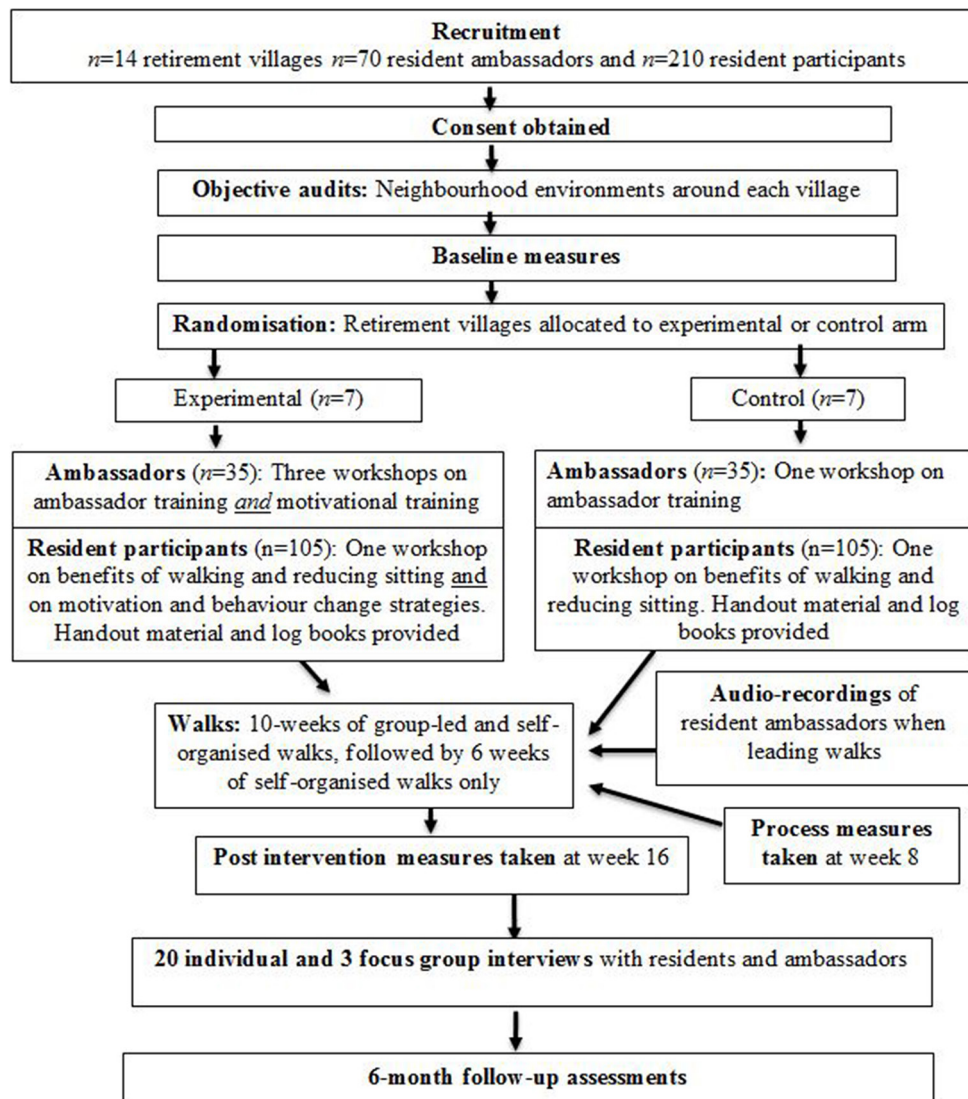 Recruitment
n=14 retirement villages n=70 resident ambassadors and n=210 resident participants
Consent obtained
Objective audits: Neighbourhood environments around each village
Baseline measures
Randomisation: Retirement villages allocated to experimental or control arm
Experimental (n=7)
Control (n=7)
Ambassadors (n=35): Three workshops on
ambassador training and motivational training
Resident participants (n=105): One workshop
on benefits of walking and reducing sitting and
on motivation and behaviour change strategies.
Handout material and log books provided
Ambassadors (n=35): One workshop on
ambassador training
Resident participants (n=105): One
workshop on benefits of walking and
reducing sitting. Handout material and log
books provided
Audio-recordings of
resident ambassadors when
leading walks
Walks: 10-weeks of group-led and self-
organised walks, followed by 6 weeks
of self-organised walks only
Process measures
taken at week 8
Post intervention measures taken at week 16
20 individual and 3 focus group interviews with residents and ambassadors
6-month follow-up assessments